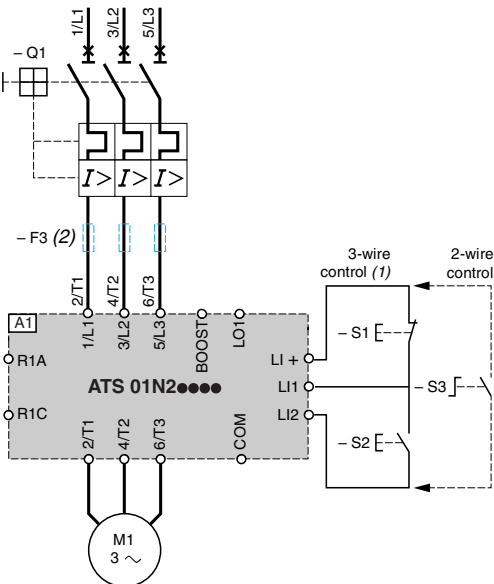 1/L1
3/L2
5/L3
– Q1
I >
I >
I >
– F3 (2)
2/T1
4/T2
6/T3
3-wire
control (1)
2-wire
control
A1
1/L1
3/L2
5/L3
BOOST
LO1
– S1
R1A
LI +
ATS 01N2●●●●
LI1
– S3
R1C
LI2
2/T1
4/T2
6/T3
COM
– S2
M1
3 ~